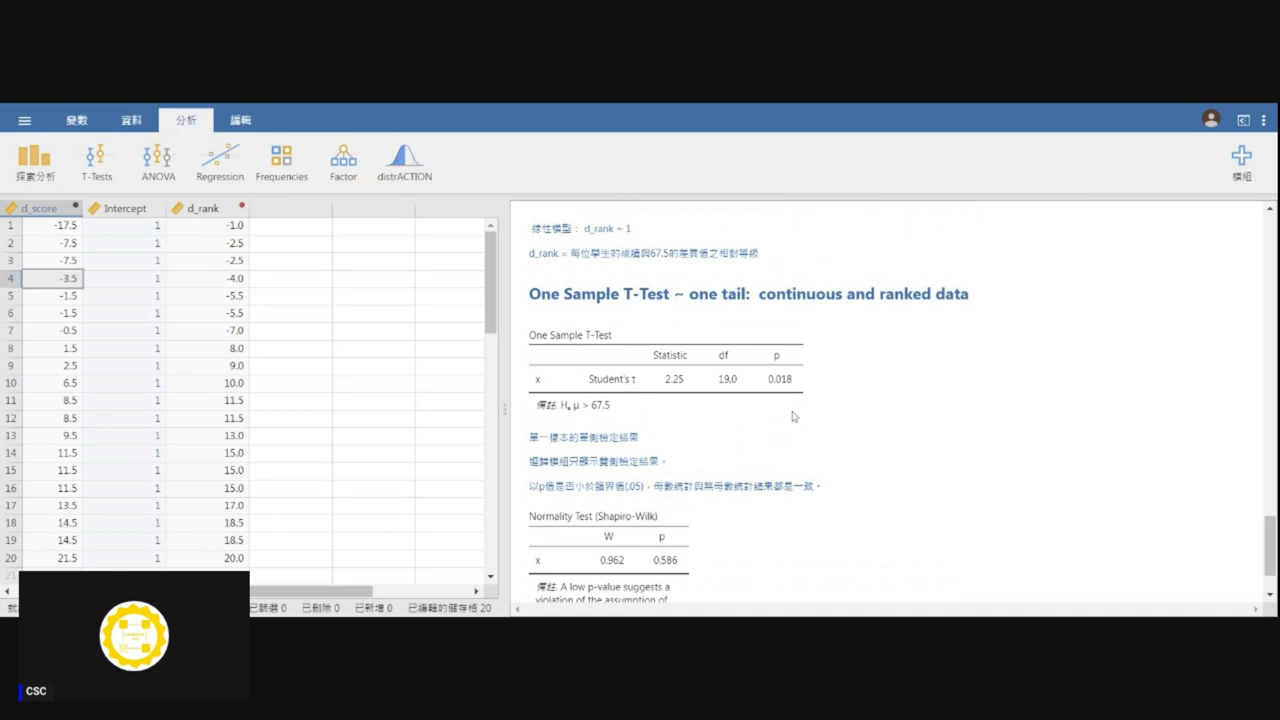 變數 資料 分析 編輯
探索分析 T-Tests ANOVA Regression Frequencies Factor distrACTION 模組
d_score Intercept d_rank
1 -17.5 1 -1.0
2 -7.5 1 -2.5
3 -7.5 1 -2.5
4 -3.5 1 -4.0
5 -1.5 1 -5.5
6 -1.5 1 -5.5
7 -0.5 1 -7.0
8 1.5 1 8.0
9 2.5 1 9.0
10 6.5 1 10.0
11 8.5 1 11.5
12 8.5 1 11.5
13 9.5 1 13.0
14 11.5 1 15.0
15 11.5 1 15.0
16 11.5 1 15.0
17 13.5 1 17.0
18 14.5 1 18.5
19 14.5 1 18.5
20 21.5 1 20.0
21
已篩選 0 已刪除 0 已新增 0 已編輯的儲存格 20
線性模型： d_rank ~ 1
d_rank = 每位學生的成績與67.5的差異值之相對等級
One Sample T-Test ~ one tail: continuous and ranked data
One Sample T-Test
Statistic df p
x Student's t 2.25 19.0 0.018
備註. Hₐ μ > 67.5
單一樣本的單側檢定結果
迴歸模組只顯示雙側檢定結果。
以p值是否小於臨界值(.05)，母數統計與無母數統計結果都是一致。
Normality Test (Shapiro-Wilk)
W p
x 0.962 0.586
備註. A low p-value suggests a
violation of the assumption of
CSC